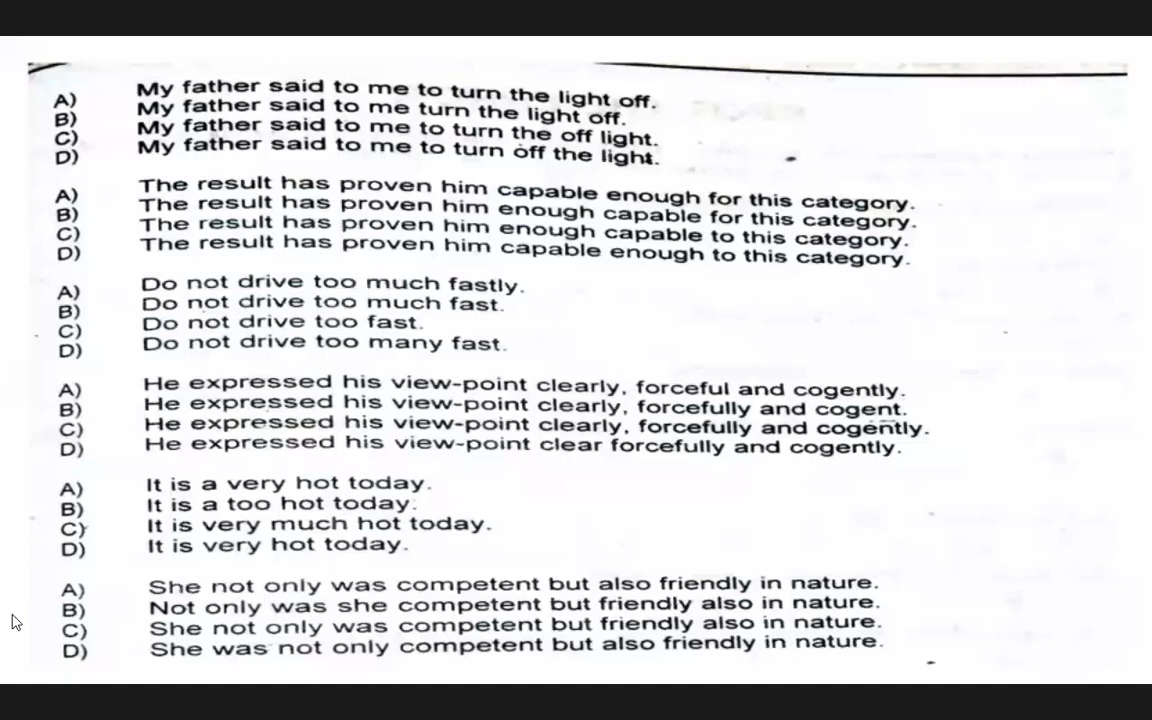 A) My father said to me to turn the light off.
B) My father said to me turn the light off.
C) My father said to me to turn the off light.
D) My father said to me to turn off the light.
A) The result has proven him capable enough for this category.
B) The result has proven him enough capable for this category.
C) The result has proven him enough capable to this category.
D) The result has proven him capable enough to this category.
A) Do not drive too much fastly.
B) Do not drive too much fast.
C) Do not drive too fast.
D) Do not drive too many fast.
A) He expressed his view-point clearly, forceful and cogently.
B) He expressed his view-point clearly, forcefully and cogent.
C) He expressed his view-point clearly, forcefully and cogently.
D) He expressed his view-point clear forcefully and cogently.
A) It is a very hot today.
B) It is a too hot today.
C) It is very much hot today.
D) It is very hot today.
A) She not only was competent but also friendly in nature.
B) Not only was she competent but friendly also in nature.
C) She not only was competent but friendly also in nature.
D) She was not only competent but also friendly in nature.